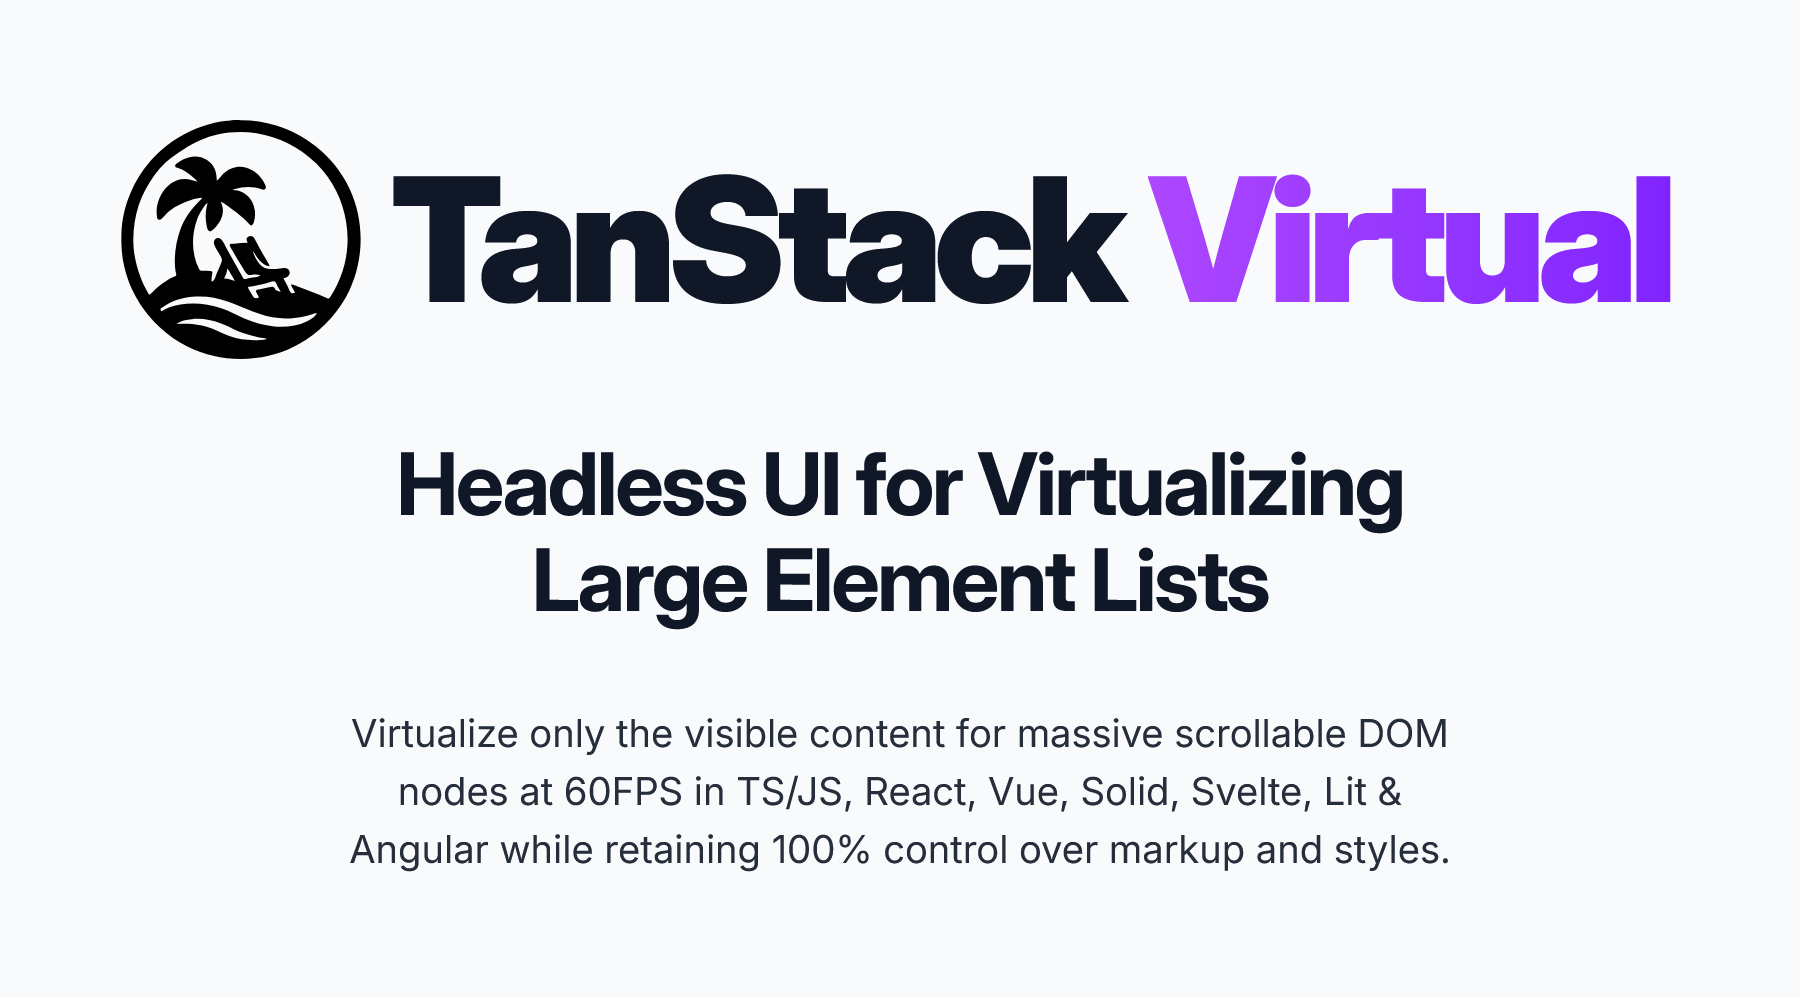 TanStack Virtual
Headless UI for Virtualizing
Large Element Lists
Virtualize only the visible content for massive scrollable DOM
nodes at 60FPS in TS/JS, React, Vue, Solid, Svelte, Lit &
Angular while retaining 100% control over markup and styles.